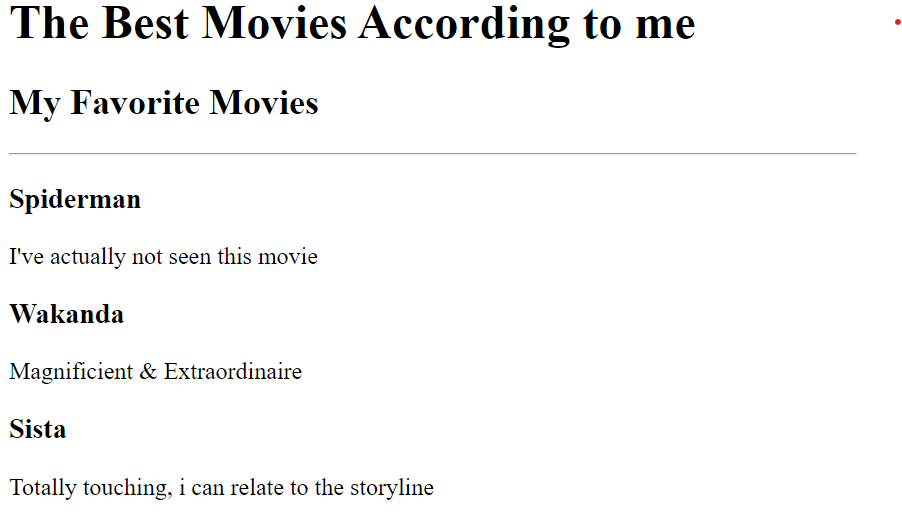 The Best Movies According to me
My Favorite Movies
Spiderman
I've actually not seen this movie
Wakanda
Magnificient & Extraordinaire
Sista
Totally touching, i can relate to the storyline